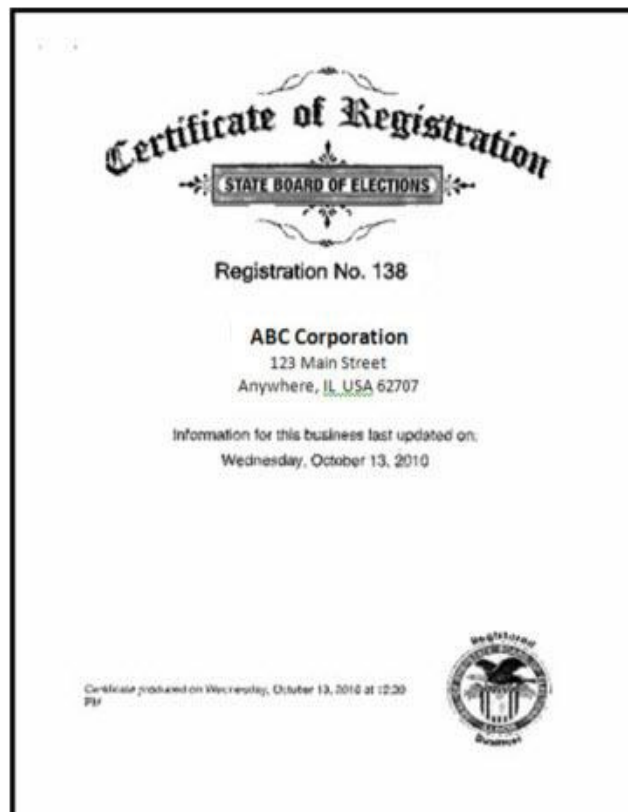 Certificate of Registration
STATE BOARD OF ELECTIONS
Registration No. 138
ABC Corporation
123 Main Street
Anywhere, IL USA 62707
Information for this business last updated on:
Wednesday, October 13, 2010
Certificate produced on Wednesday, October 13, 2010 at 12:30
PM
Registered
Business